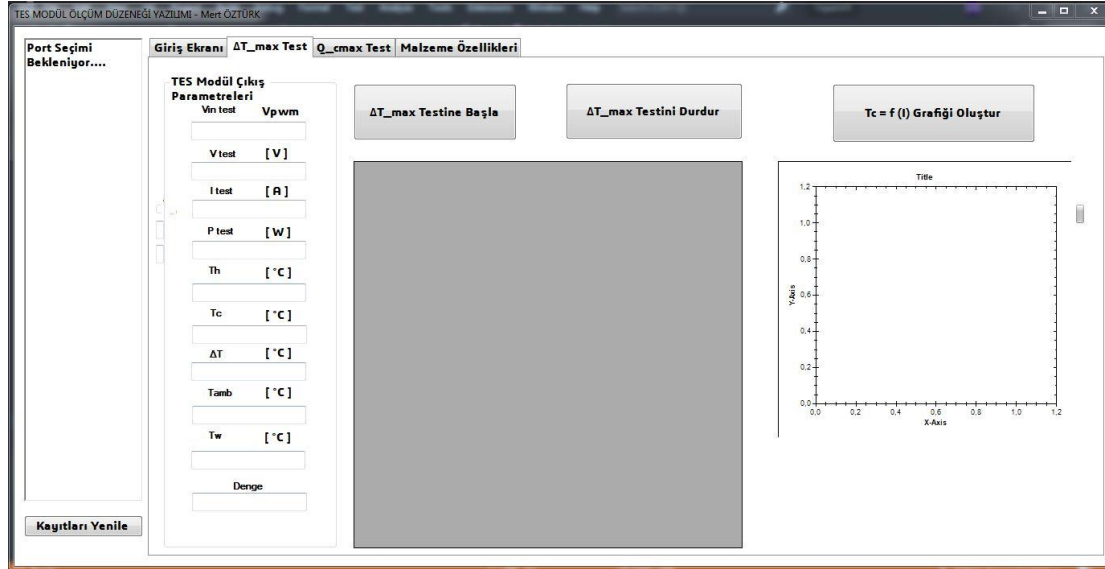 TES MODÜL ÖLÇÜM DÜZENEĞİ YAZILIMI - Mert ÖZTÜRK
Port Seçimi
Bekleniyor....
Kayıtları Yenile
Giriş Ekranı
ΔT_max Test
Q_cmax Test
Malzeme Özellikleri
TES Modül Çıkış
Parametreleri
Vin test Vpwm
V test [ V ]
I test [ A ]
P test [ W ]
Th [ °C ]
Tc [ °C ]
ΔT [ °C ]
Tamb [ °C ]
Tw [ °C ]
Denge
ΔT_max Testine Başla
ΔT_max Testini Durdur
Tc = f (I) Grafiği Oluştur
Title
1,2
1,0
0,8
0,6
0,4
0,2
0,0
Y-Axis
0,0 0,2 0,4 0,6 0,8 1,0 1,2
X-Axis